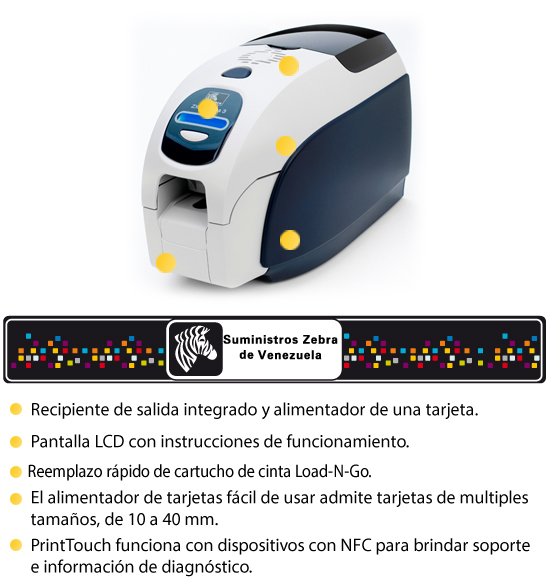 Suministros Zebra
de Venezuela
Recipiente de salida integrado y alimentador de una tarjeta.
Pantalla LCD con instrucciones de funcionamiento.
Reemplazo rápido de cartucho de cinta Load-N-Go.
El alimentador de tarjetas fácil de usar admite tarjetas de multiples
tamaños, de 10 a 40 mm.
PrintTouch funciona con dispositivos con NFC para brindar soporte
e información de diagnóstico.